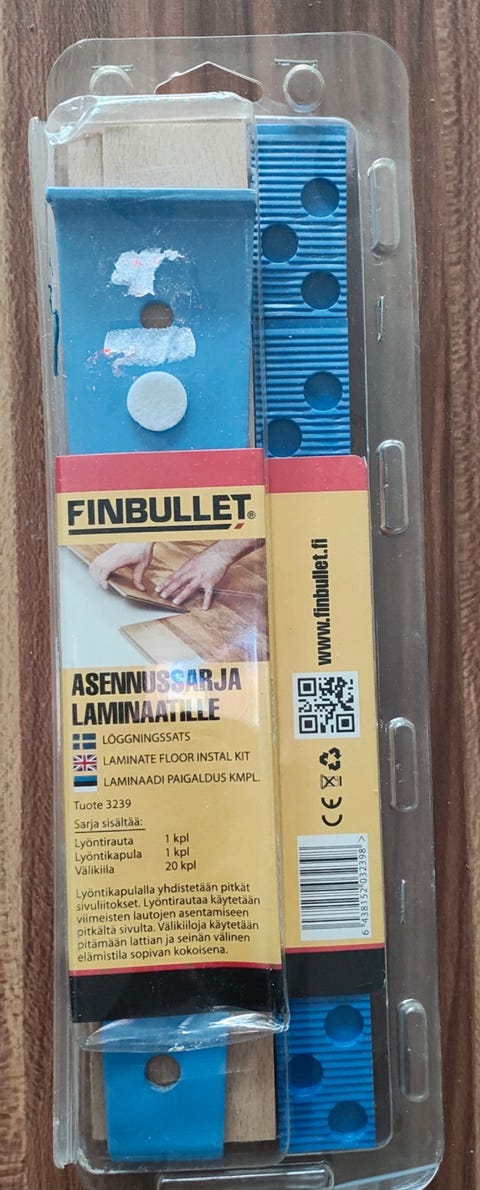 FINBULLET®
ASENNUSSARJA
LAMINAATILLE
LÖGGNINGSSATS
LAMINATE FLOOR INSTAL KIT
LAMINAADI PAIGALDUS KMPL.
Tuote 3239
Sarja sisältää:
Lyöntirauta 1 kpl
Lyöntikapula 1 kpl
Välikiila 20 kpl
Lyöntikapulalla yhdistetään pitkät
sivuliitokset. Lyöntirautaa käytetään
viimeisten lautojen asentamiseen
pitkältä sivulta. Välikiiloja käytetään
pitämään lattian ja seinän välinen
elämistila sopivan kokoisena.
www.finbullet.fi
CE
6 438152 032398 >